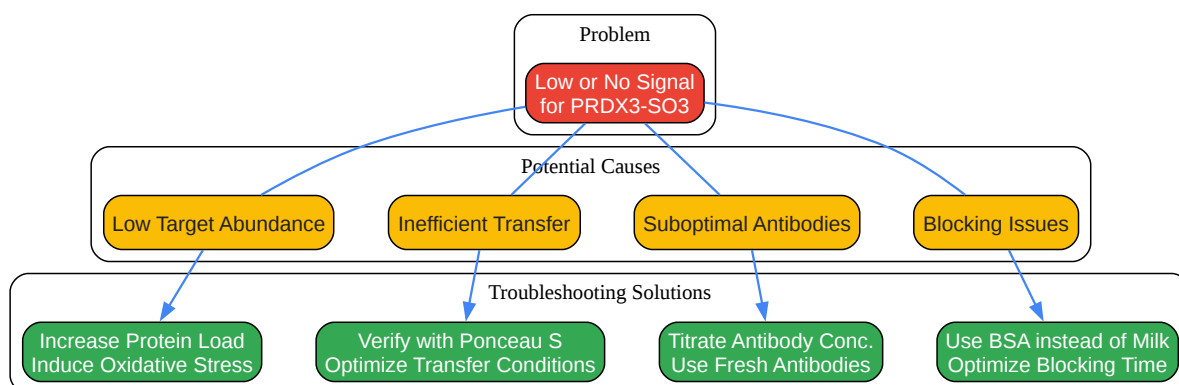 Problem
Low or No Signal
for PRDX3-SO3
Potential Causes
Low Target Abundance
Inefficient Transfer
Suboptimal Antibodies
Blocking Issues
Troubleshooting Solutions
Increase Protein Load
Induce Oxidative Stress
Verify with Ponceau S
Optimize Transfer Conditions
Titrate Antibody Conc.
Use Fresh Antibodies
Use BSA instead of Milk
Optimize Blocking Time